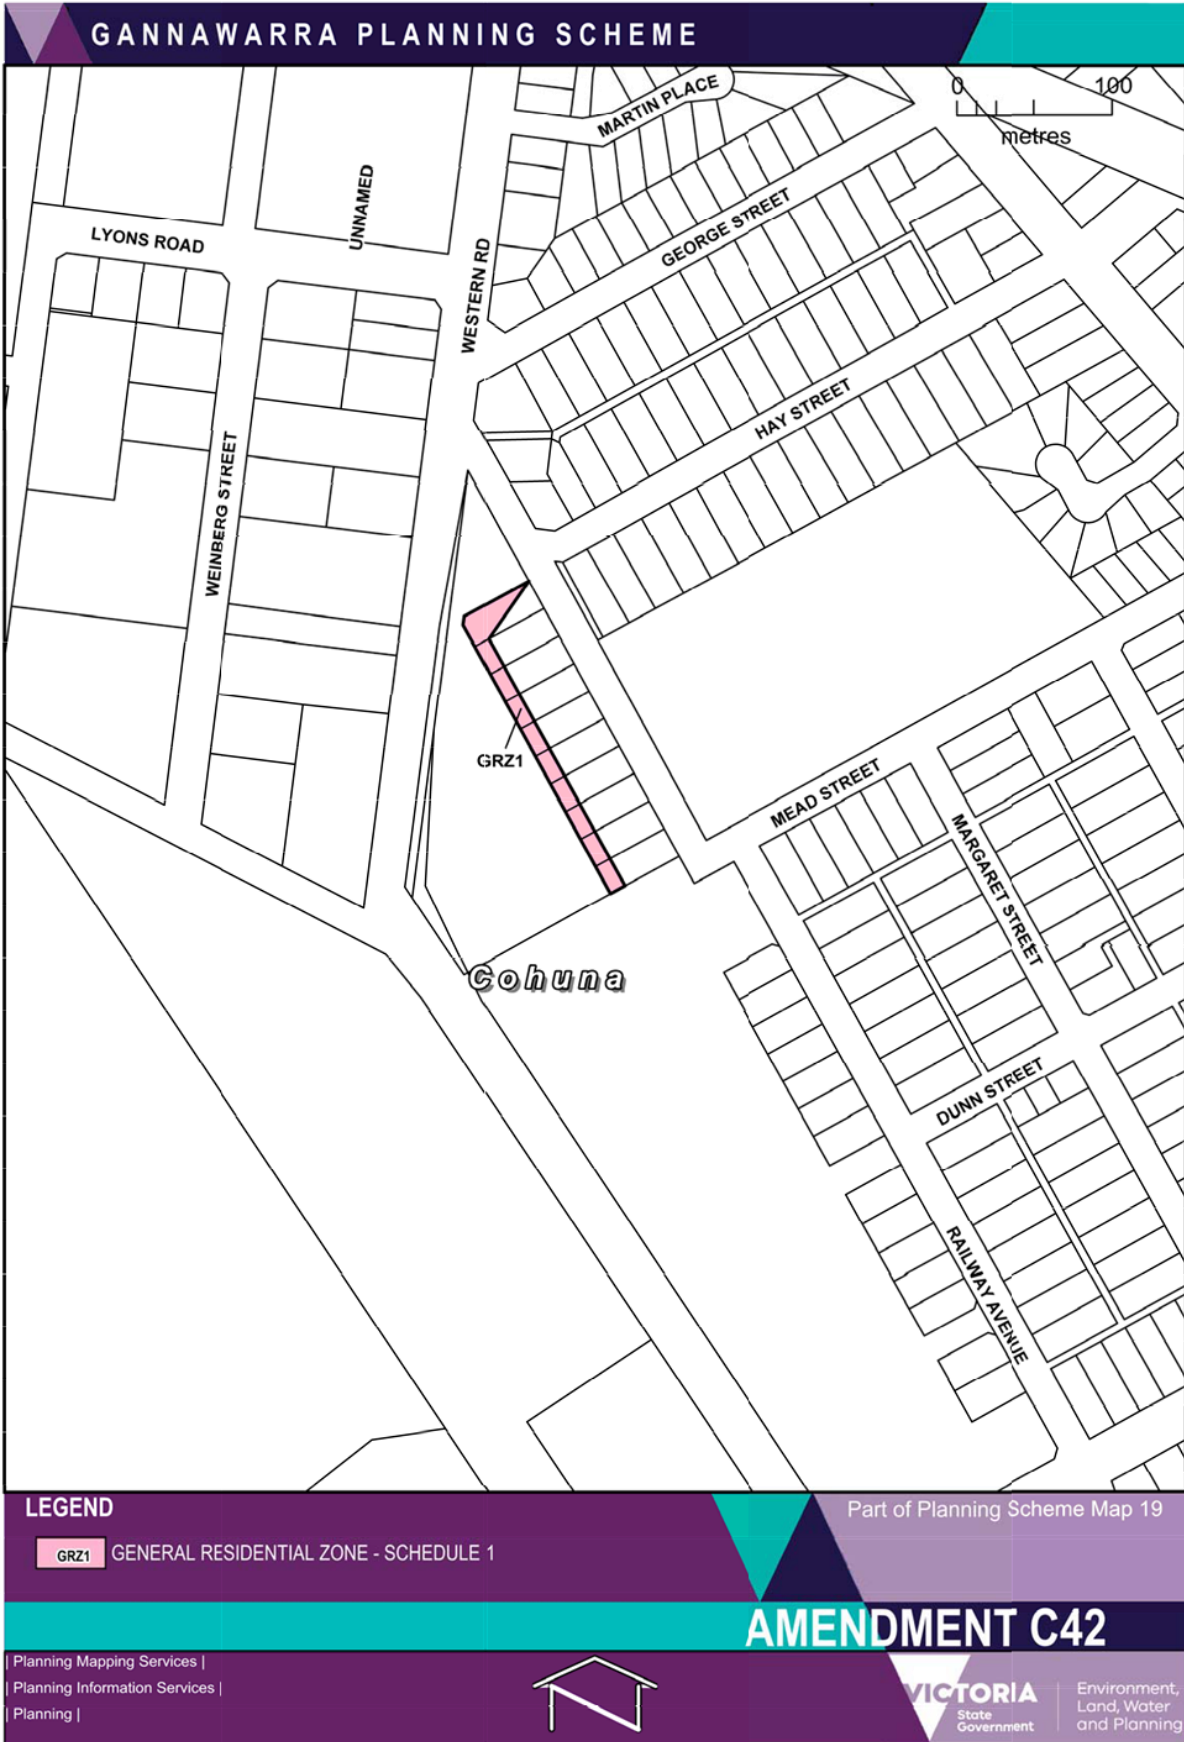 GANNAWARRA PLANNING SCHEME
0 100
metres
MARTIN PLACE
UNNAMED
LYONS ROAD
WESTERN RD
GEORGE STREET
HAY STREET
WEINBERG STREET
GRZ1
MEAD STREET
MARGARET STREET
Cohuna
DUNN STREET
RAILWAY AVENUE
LEGEND
Part of Planning Scheme Map 19
GRZ1 GENERAL RESIDENTIAL ZONE - SCHEDULE 1
AMENDMENT C42
| Planning Mapping Services |
| Planning Information Services |
| Planning |
VICTORIA
State
Government
Environment,
Land, Water
and Planning